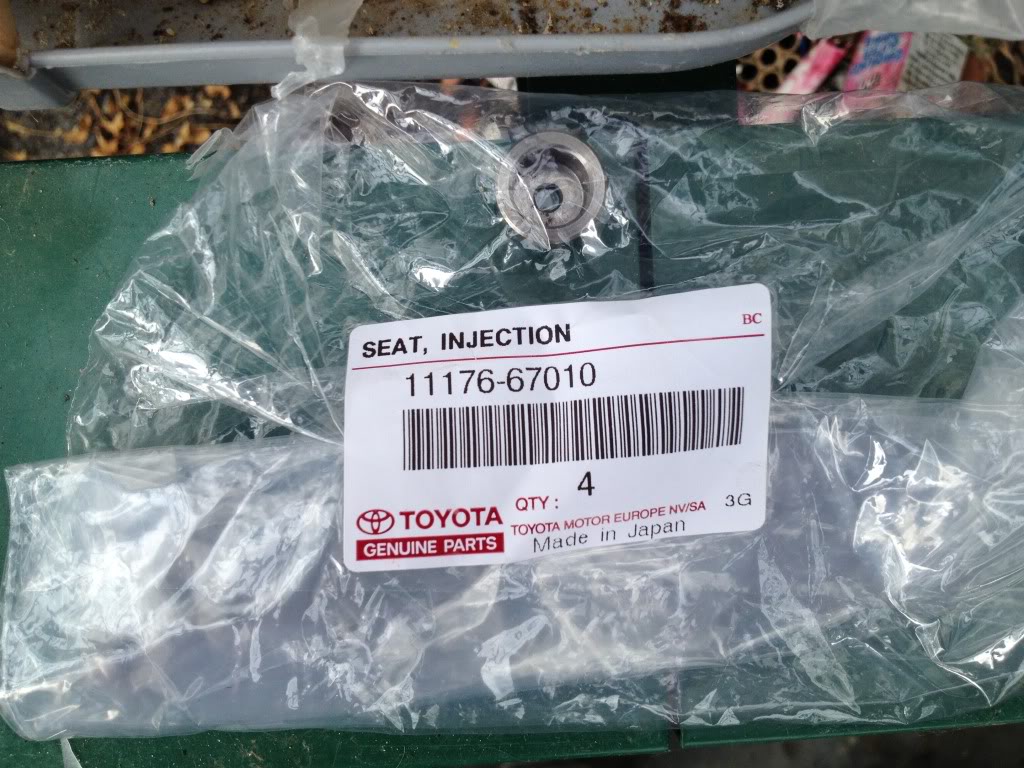 SEAT, INJECTION
BC
11176-67010
QTY : 4
TOYOTA
GENUINE PARTS
TOYOTA MOTOR EUROPE NV/SA
3G
Made in Japan